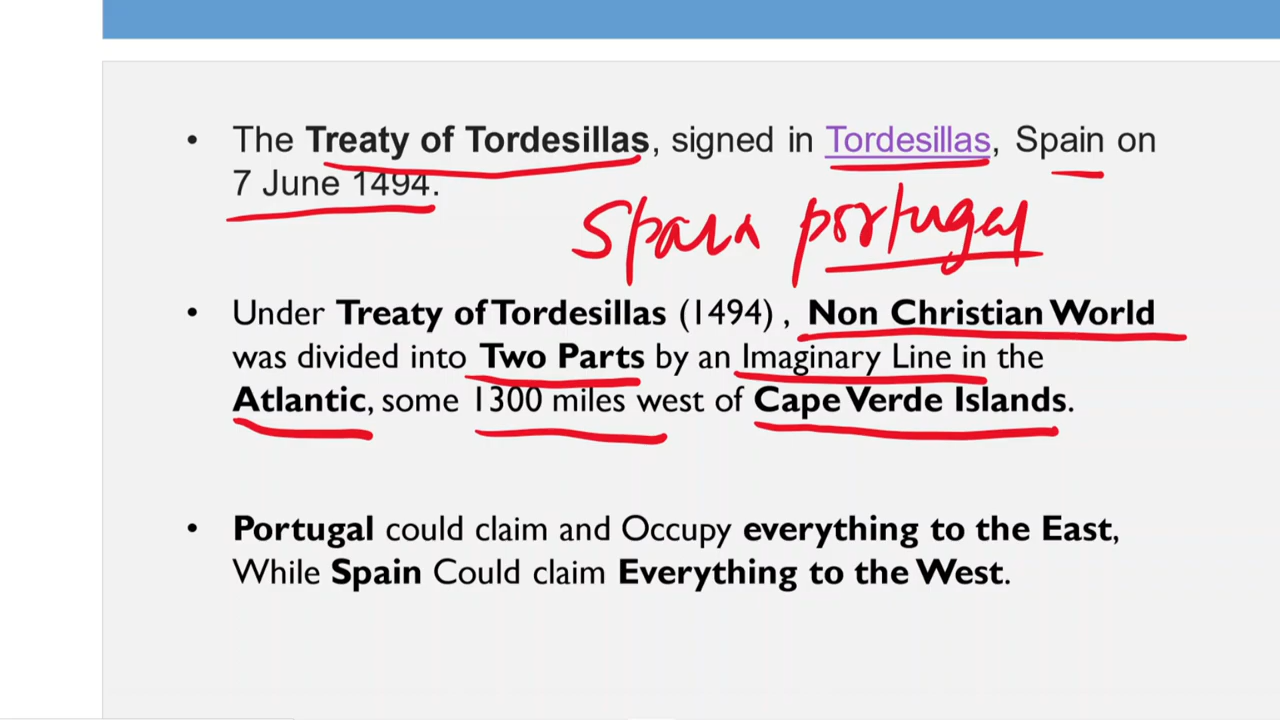 • The Treaty of Tordesillas, signed in Tordesillas, Spain on
7 June 1494.
Spain portugal
• Under Treaty of Tordesillas (1494) , Non Christian World
was divided into Two Parts by an Imaginary Line in the
Atlantic, some 1300 miles west of Cape Verde Islands.
• Portugal could claim and Occupy everything to the East,
While Spain Could claim Everything to the West.